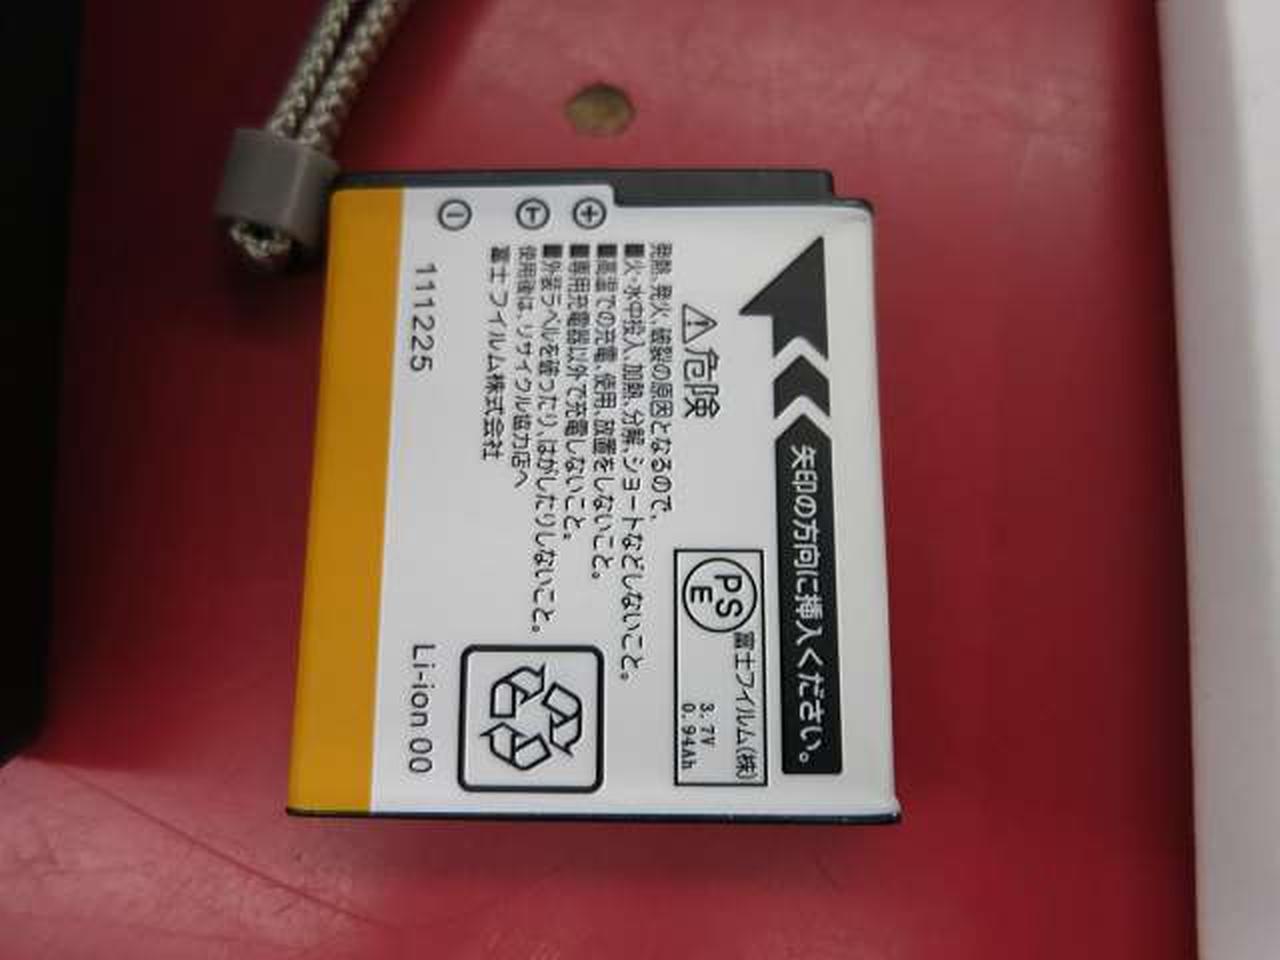 矢印の方向に挿入ください。
⚠危険
PS
E
富士フイルム(株)
3.7V
0.94Ah
発熱、発火、破裂の原因となるので、
■火・水中投入、加熱、分解、ショートなどしないこと。
■高温での充電、使用、放置をしないこと。
■専用充電器以外で充電しないこと。
■外装ラベルを破ったり、はがしたりしないこと。
使用後は、リサイクル協力店へ
富士フイルム株式会社
⊕
Ⓣ
⊖
111225
Li-ion 00